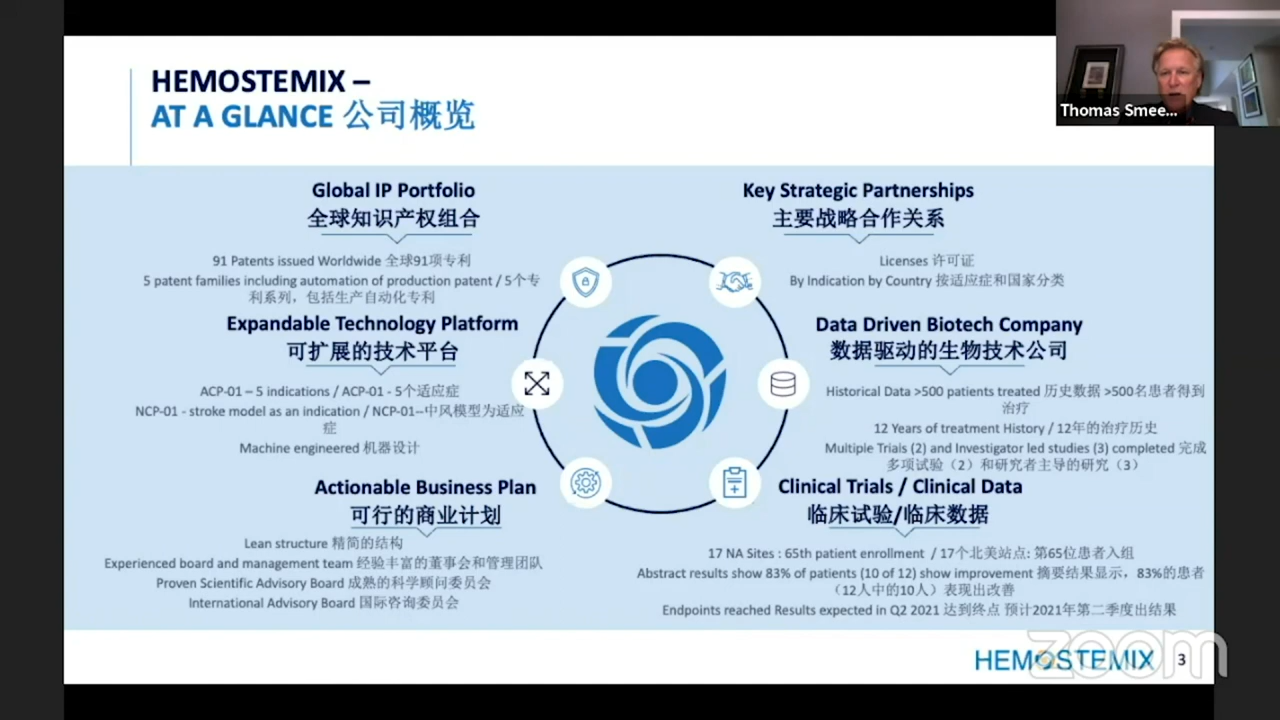 HEMOSTEMIX –
AT A GLANCE 公司概览
Thomas Smee...
Global IP Portfolio
全球知识产权组合
91 Patents issued Worldwide 全球91项专利
5 patent families including automation of production patent / 5个专
利系列，包括生产自动化专利
Expandable Technology Platform
可扩展的技术平台
ACP-01 – 5 indications / ACP-01 - 5个适应症
NCP-01 - stroke model as an indication / NCP-01–中风模型为适应
症
Machine engineered 机器设计
Actionable Business Plan
可行的商业计划
Lean structure 精简的结构
Experienced board and management team 经验丰富的董事会和管理团队
Proven Scientific Advisory Board 成熟的科学顾问委员会
International Advisory Board 国际咨询委员会
Key Strategic Partnerships
主要战略合作关系
Licenses 许可证
By Indication by Country 按适应症和国家分类
Data Driven Biotech Company
数据驱动的生物技术公司
Historical Data >500 patients treated 历史数据 >500名患者得到
治疗
12 Years of treatment History / 12年的治疗历史
Multiple Triais (2) and Investigator led studies (3) completed 完成
多项试验（2）和研究者主导的研究（3）
Clinical Trials / Clinical Data
临床试验/临床数据
17 NA Sites : 65th patient enrollment / 17个北美站点: 第65位患者入组
Abstract results show 83% of patients (10 of 12) show improvement 摘要结果显示，83%的患者
（12人中的10人）表现出改善
Endpoints reached Results expected in Q2 2021 达到终点 预计2021年第二季度出结果
HEMOSTEMIX 3
zoom